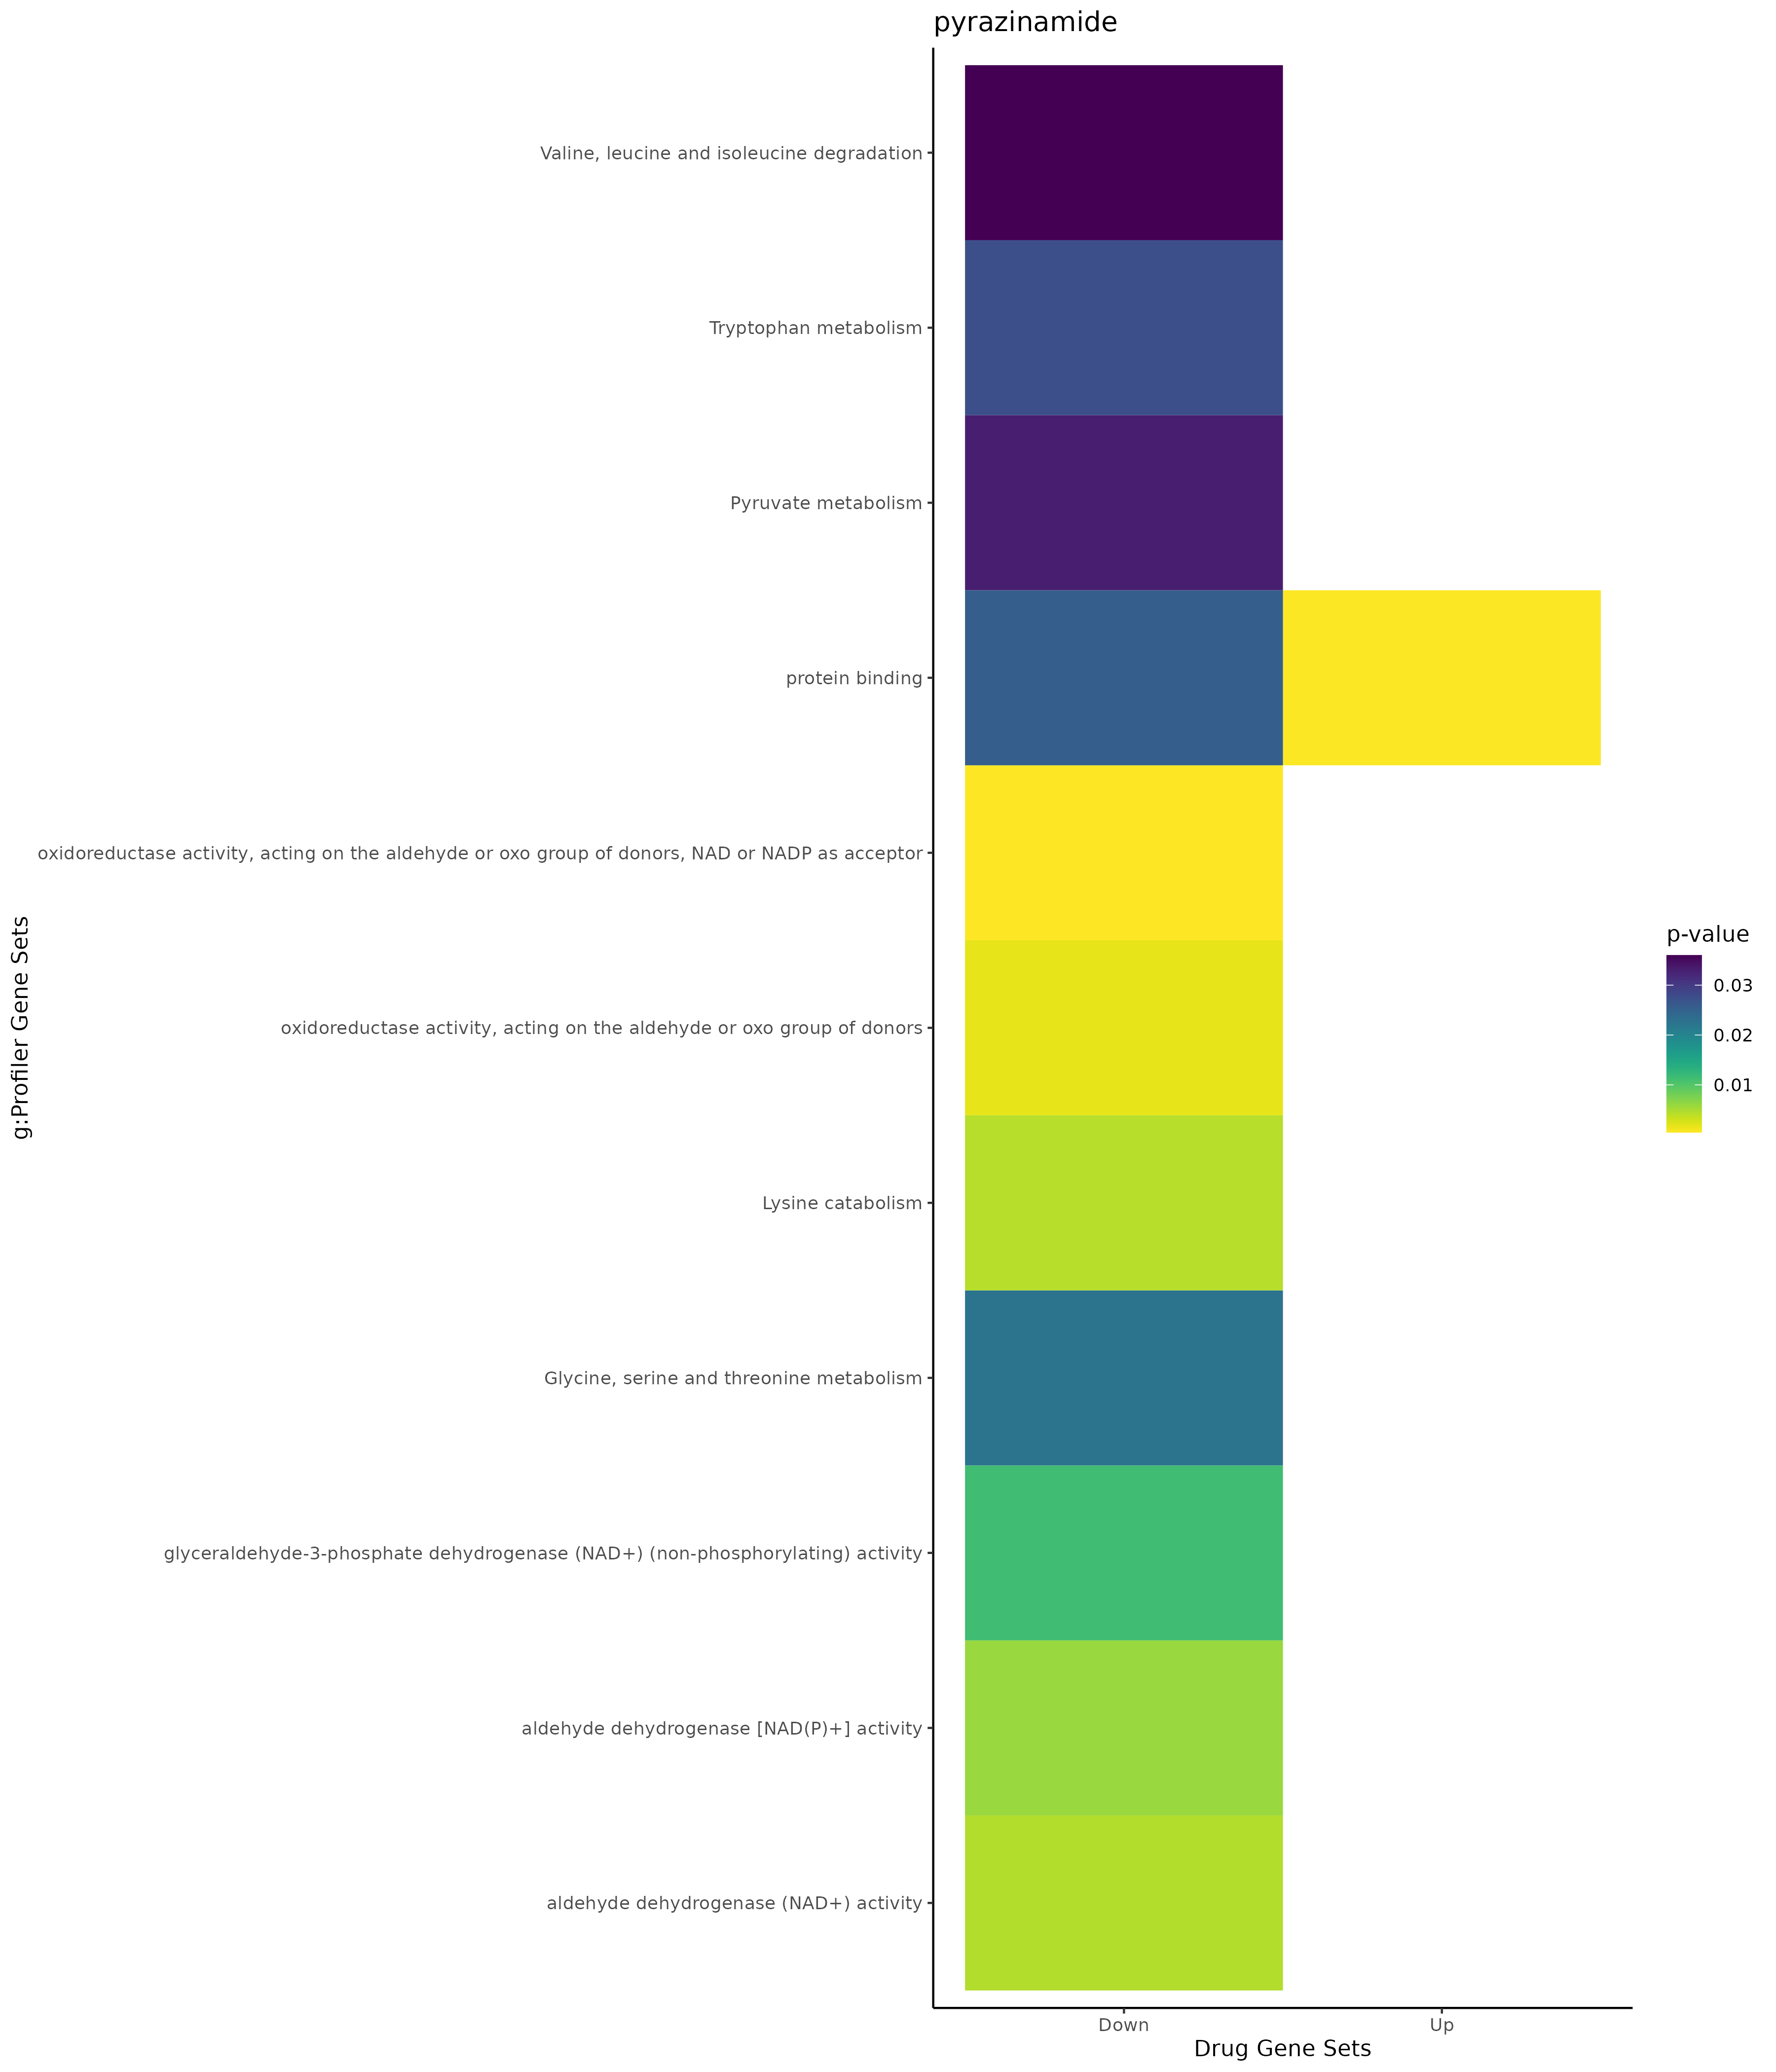 pyrazinamide
Valine, leucine and isoleucine degradation
Tryptophan metabolism
Pyruvate metabolism
protein binding
oxidoreductase activity, acting on the aldehyde or oxo group of donors, NAD or NADP as acceptor
oxidoreductase activity, acting on the aldehyde or oxo group of donors
Lysine catabolism
Glycine, serine and threonine metabolism
glyceraldehyde-3-phosphate dehydrogenase (NAD+) (non-phosphorylating) activity
aldehyde dehydrogenase [NAD(P)+] activity
aldehyde dehydrogenase (NAD+) activity
g:Profiler Gene Sets
Down
Up
Drug Gene Sets
p-value
0.03
0.02
0.01